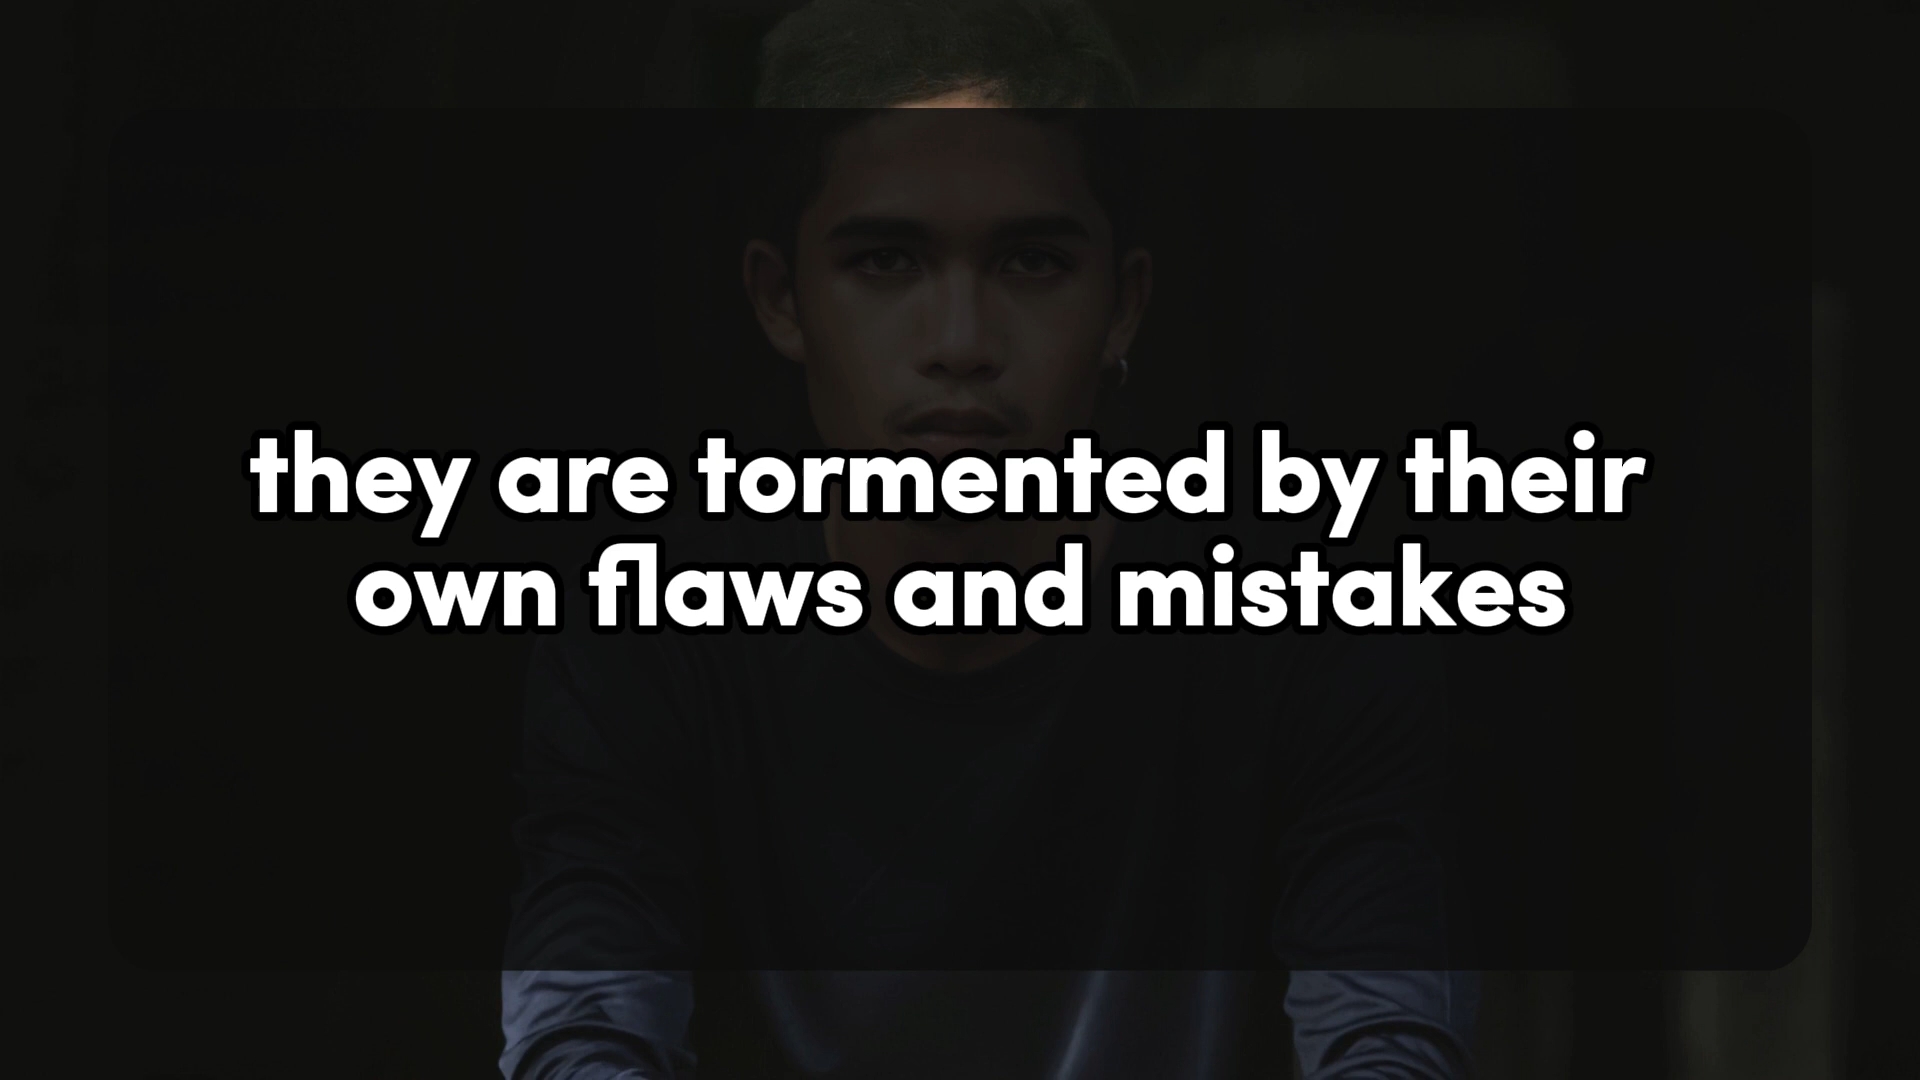 they are tormented by their
own flaws and mistakes